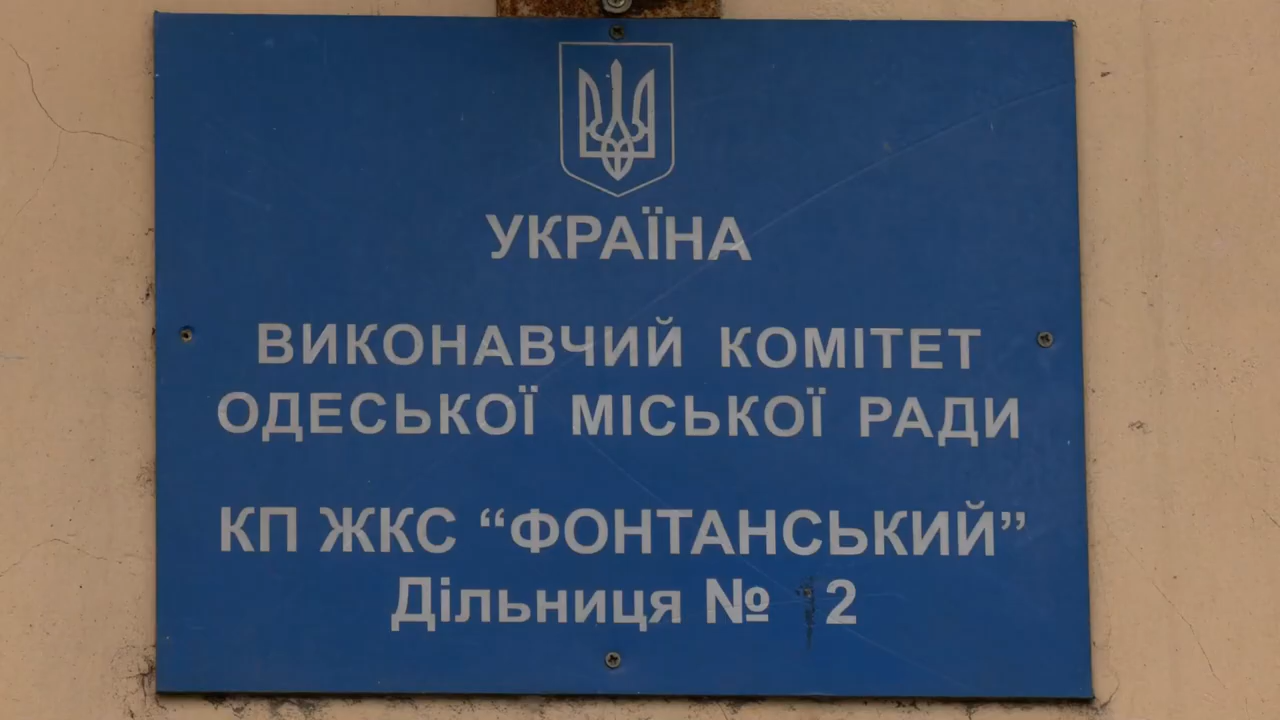 УКРАЇНА
ВИКОНАВЧИЙ КОМІТЕТ
ОДЕСЬКОЇ МІСЬКОЇ РАДИ
КП ЖКС “ФОНТАНСЬКИЙ”
Дільниця № 2